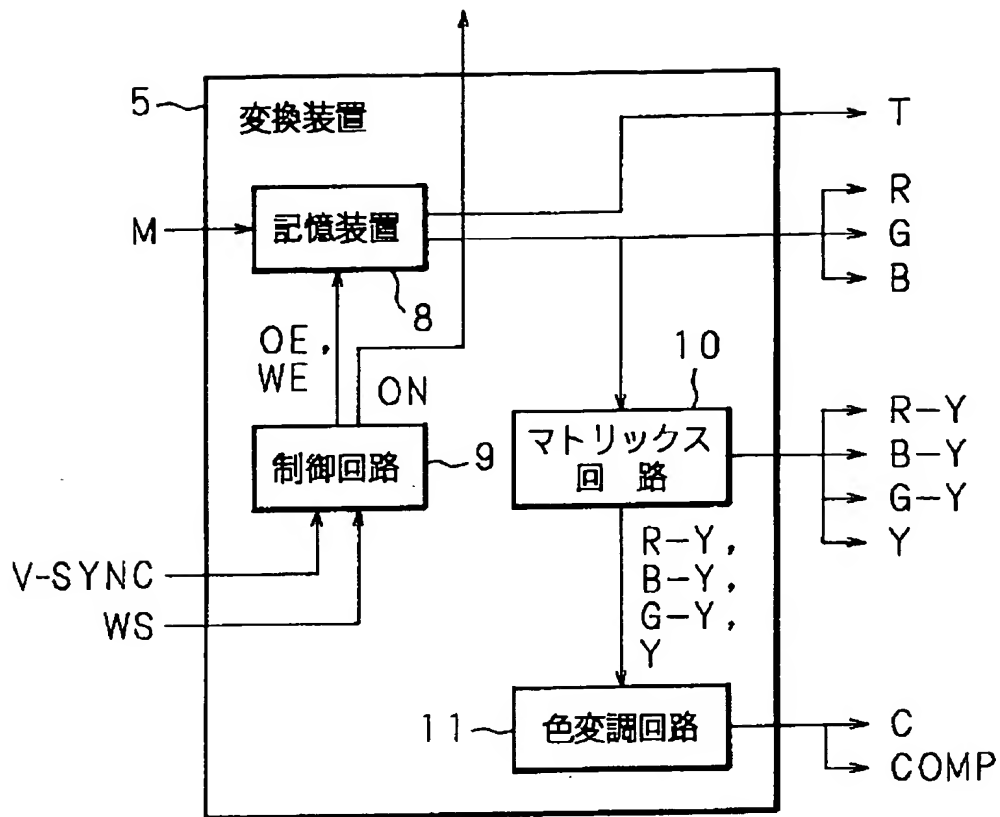 5
変換装置
T
M
記憶装置
8
R
G
B
OE,
WE
ON
10
制御回路
9
マトリックス
回 路
R-Y
B-Y
G-Y
Y
V-SYNC
WS
R-Y,
B-Y,
G-Y,
Y
11
色変調回路
C
COMP